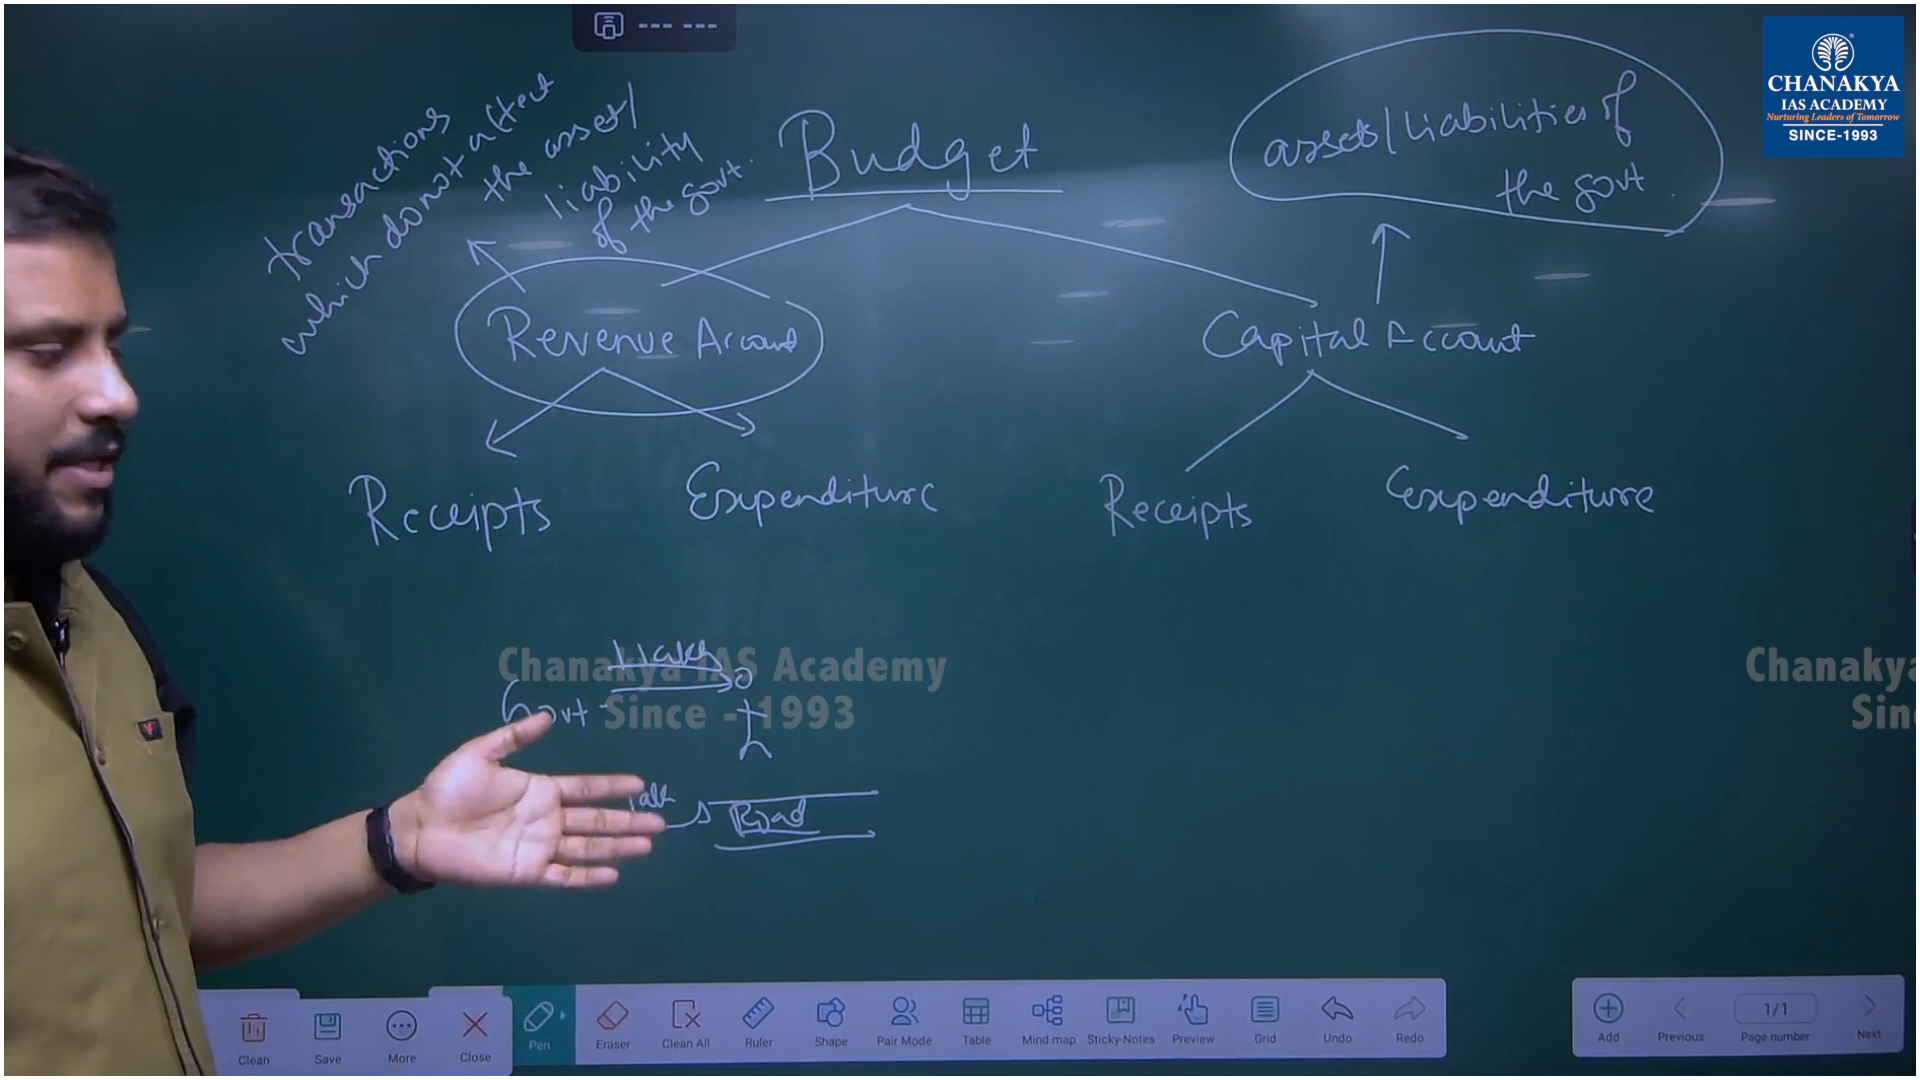 CHANAKYA
IAS ACADEMY
Nurturing Leaders of Tomorrow
SINCE-1993
Budget
transactions
which do not affect
the asset/
liability
of the govt.
assets/liabilities of
the govt.
Revenue Account
Capital Account
Receipts
Expenditure
Receipts
Expenditure
Chanakya IAS Academy
Since - 1993
Govt
Road
Chanakya
Sin
Clean
Save
More
Close
Pen
Eraser
Clean All
Ruler
Shape
Pair Mode
Table
Mind map
Sticky-Notes
Preview
Grid
Undo
Redo
Add
Previous
1/1
Page number
Next